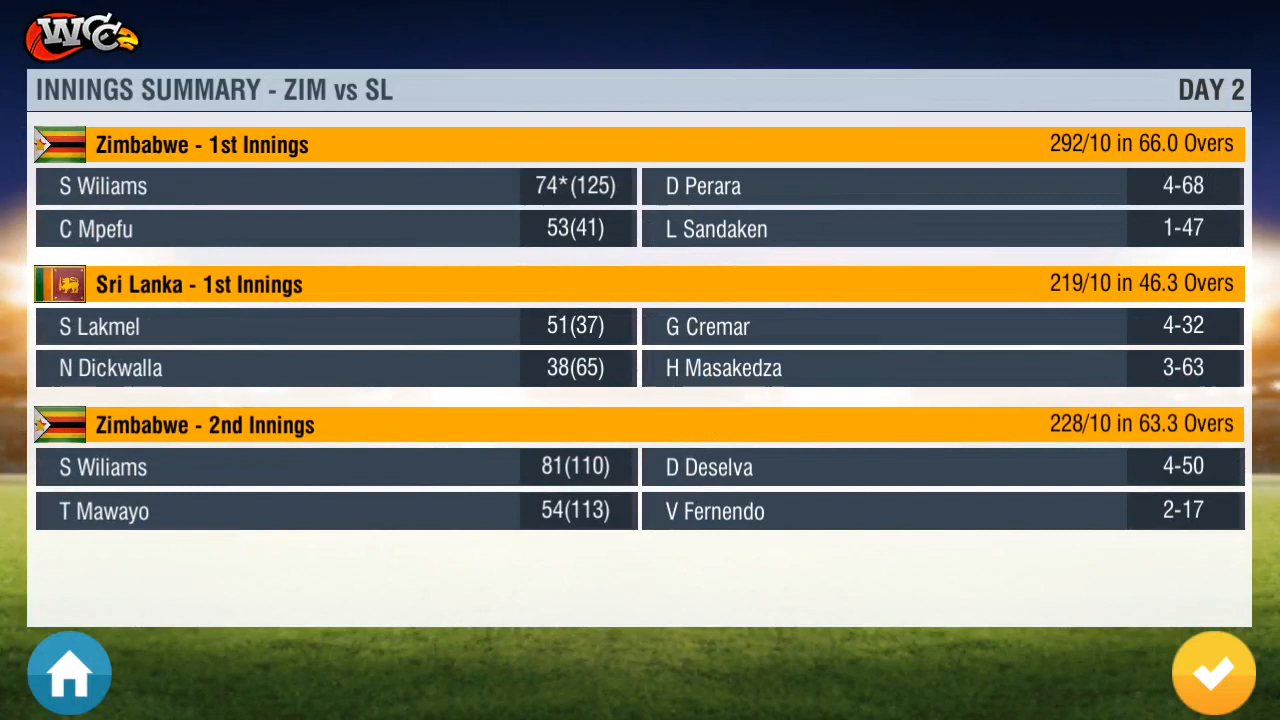 WCC
INNINGS SUMMARY - ZIM vs SL DAY 2
Zimbabwe - 1st Innings 292/10 in 66.0 Overs
S Wiliams 74*(125) D Perara 4-68
C Mpefu 53(41) L Sandaken 1-47
Sri Lanka - 1st Innings 219/10 in 46.3 Overs
S Lakmel 51(37) G Cremar 4-32
N Dickwalla 38(65) H Masakedza 3-63
Zimbabwe - 2nd Innings 228/10 in 63.3 Overs
S Wiliams 81(110) D Deselva 4-50
T Mawayo 54(113) V Fernendo 2-17